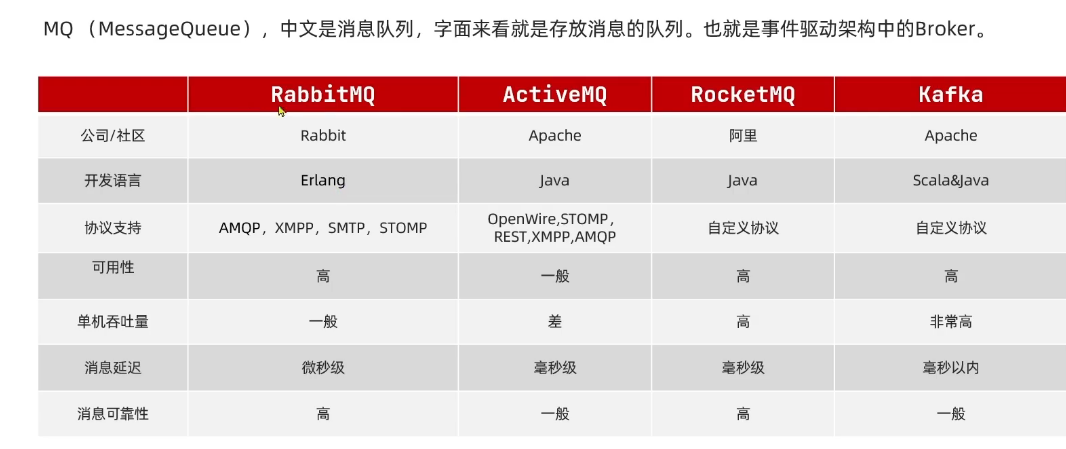 MQ （MessageQueue），中文是消息队列，字面来看就是存放消息的队列。也就是事件驱动架构中的Broker。
RabbitMQ ActiveMQ RocketMQ Kafka
公司/社区 Rabbit Apache 阿里 Apache
开发语言 Erlang Java Java Scala&Java
协议支持 AMQP，XMPP，SMTP，STOMP OpenWire,STOMP，REST,XMPP,AMQP 自定义协议 自定义协议
可用性 高 一般 高 高
单机吞吐量 一般 差 高 非常高
消息延迟 微秒级 毫秒级 毫秒级 毫秒以内
消息可靠性 高 一般 高 一般